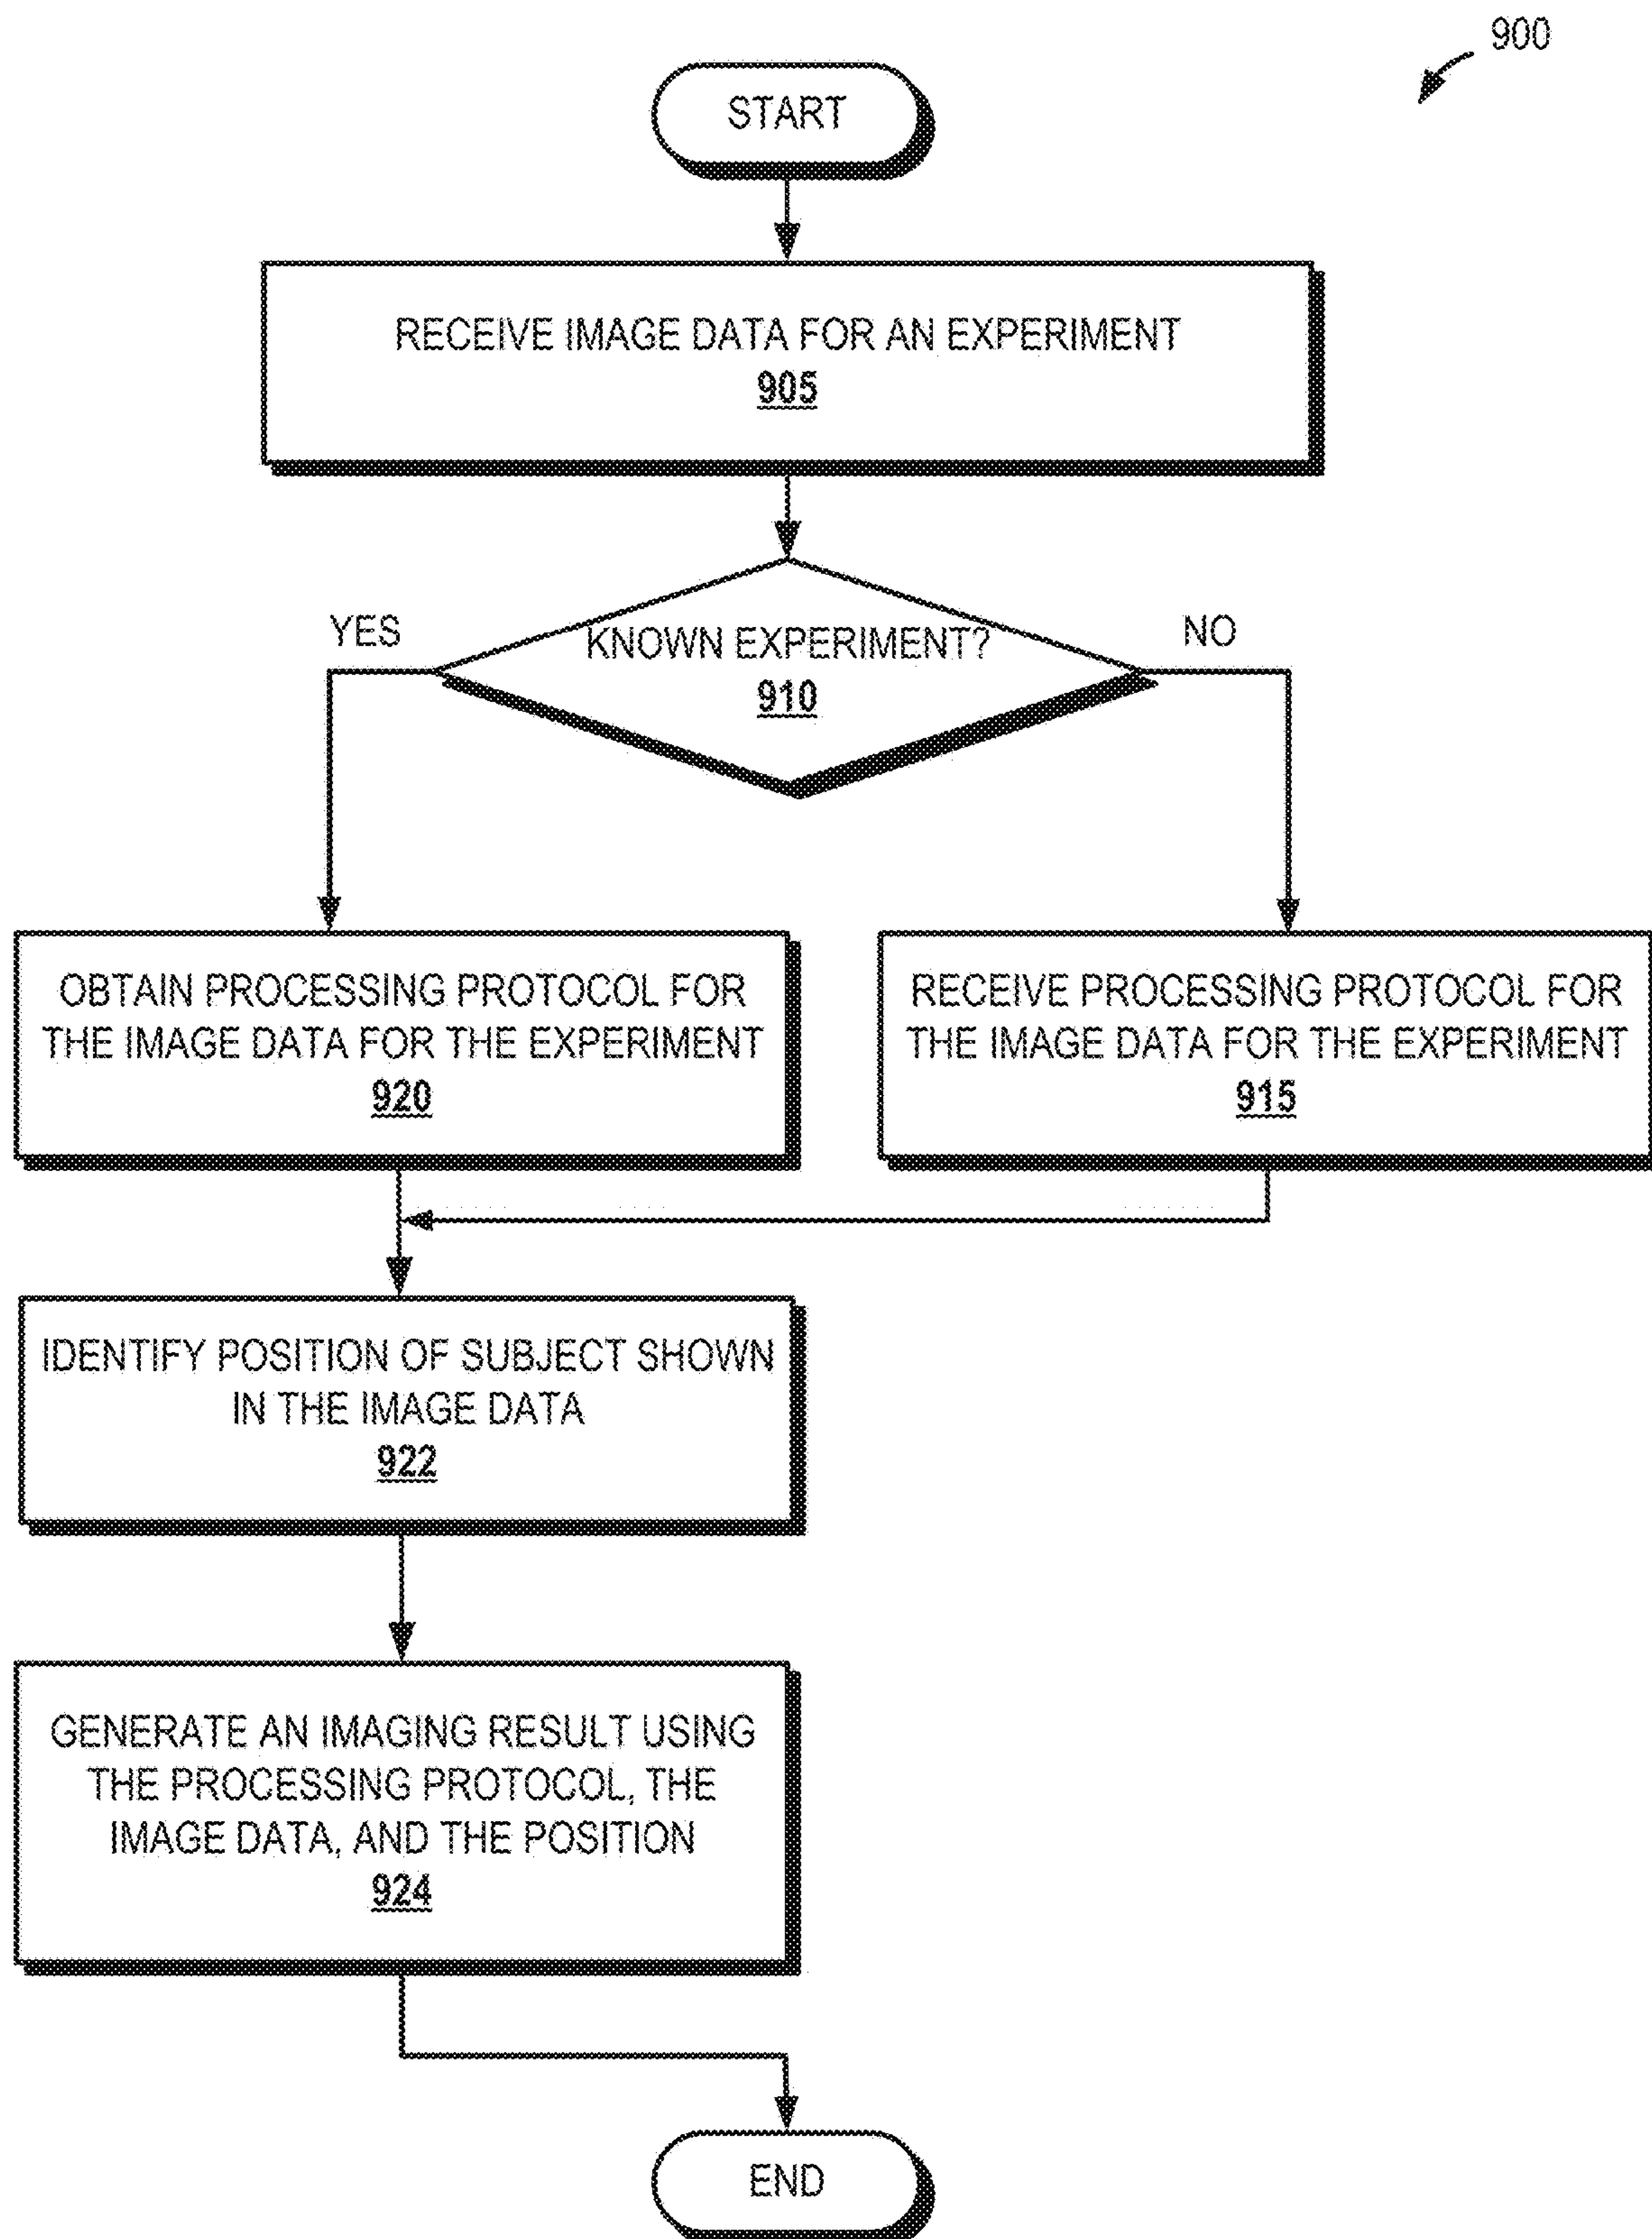 900
START
RECEIVE IMAGE DATA FOR AN EXPERIMENT
905
YES
KNOWN EXPERIMENT?
910
NO
OBTAIN PROCESSING PROTOCOL FOR
THE IMAGE DATA FOR THE EXPERIMENT
920
RECEIVE PROCESSING PROTOCOL FOR
THE IMAGE DATA FOR THE EXPERIMENT
915
IDENTIFY POSITION OF SUBJECT SHOWN
IN THE IMAGE DATA
922
GENERATE AN IMAGING RESULT USING
THE PROCESSING PROTOCOL, THE
IMAGE DATA, AND THE POSITION
924
END